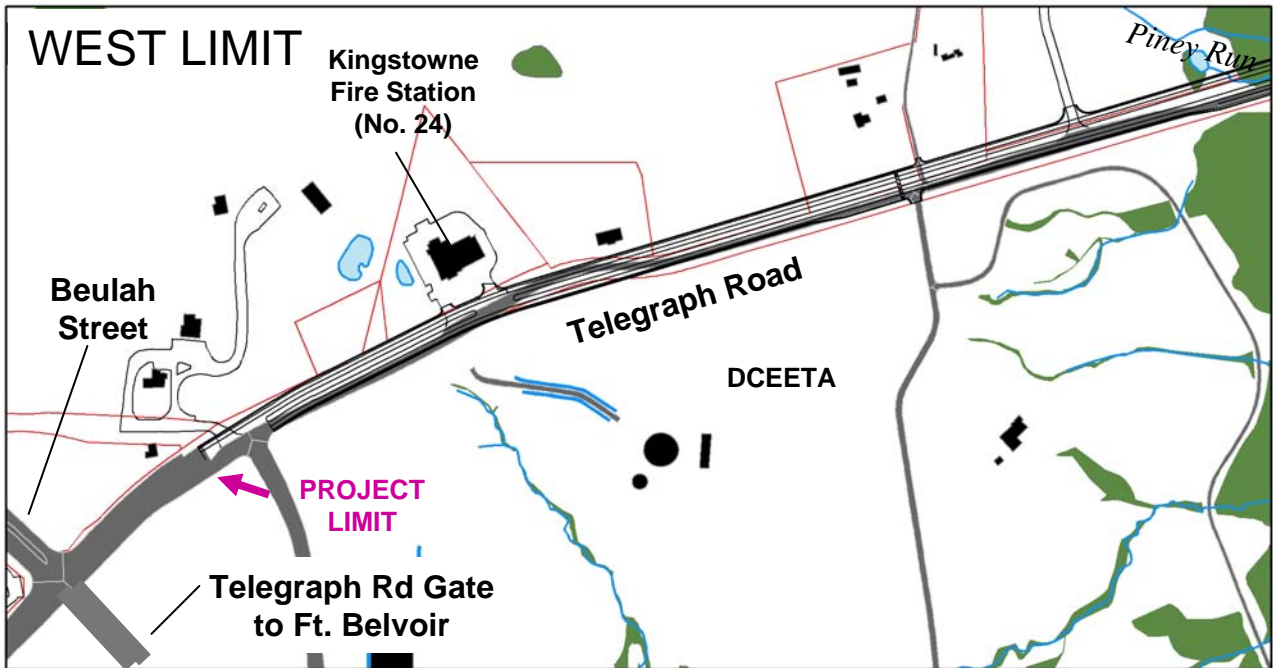 WEST LIMIT
Kingstowne
Fire Station
(No. 24)
Piney Run
Beulah
Street
Telegraph Road
DCEETA
PROJECT
LIMIT
Telegraph Rd Gate
to Ft. Belvoir